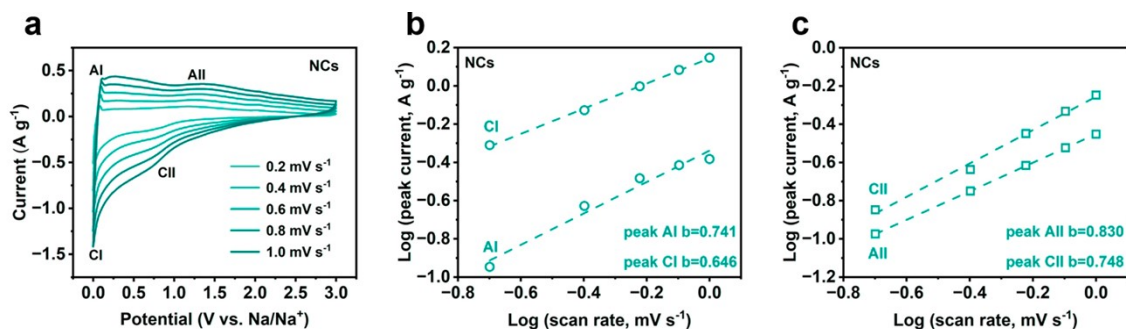 a
NCs
AI
AII
CII
CI
0.2 mV s⁻¹
0.4 mV s⁻¹
0.6 mV s⁻¹
0.8 mV s⁻¹
1.0 mV s⁻¹
0.5
0.0
−0.5
−1.0
−1.5
Current (A g⁻¹)
0.0 0.5 1.0 1.5 2.0 2.5 3.0
Potential (V vs. Na/Na⁺)
b
NCs
CI
AI
peak AI b=0.741
peak CI b=0.646
0.2
0.0
−0.2
−0.4
−0.6
−0.8
−1.0
Log (peak current, A g⁻¹)
−0.8 −0.6 −0.4 −0.2 0.0
Log (scan rate, mV s⁻¹)
c
NCs
CII
AII
peak AII b=0.830
peak CII b=0.748
0.0
−0.2
−0.4
−0.6
−0.8
−1.0
−1.2
Log (peak current, A g⁻¹)
−0.8 −0.6 −0.4 −0.2 0.0
Log (scan rate, mV s⁻¹)